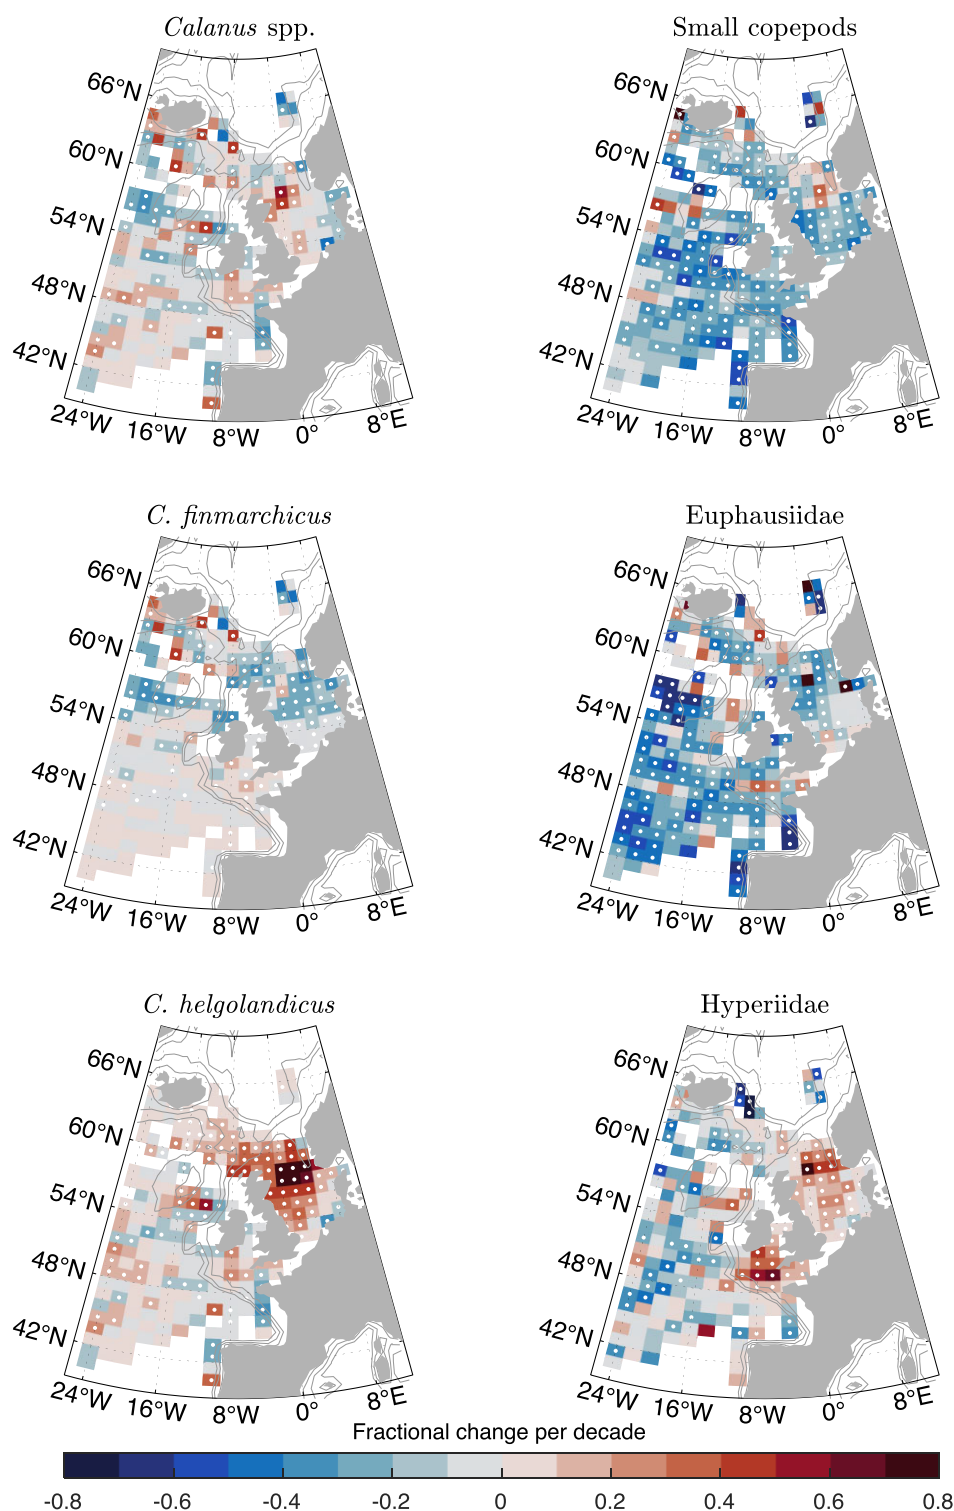 Calanus spp.
Small copepods
66°N
60°N
54°N
48°N
42°N
24°W
16°W
8°W
0°
8°E
66°N
60°N
54°N
48°N
42°N
24°W
16°W
8°W
0°
8°E
C. finmarchicus
Euphausiidae
66°N
60°N
54°N
48°N
42°N
24°W
16°W
8°W
0°
8°E
66°N
60°N
54°N
48°N
42°N
24°W
16°W
8°W
0°
8°E
C. helgolandicus
Hyperiidae
66°N
60°N
54°N
48°N
42°N
24°W
16°W
8°W
0°
8°E
66°N
60°N
54°N
48°N
42°N
24°W
16°W
8°W
0°
8°E
Fractional change per decade
-0.8 -0.6 -0.4 -0.2 0 0.2 0.4 0.6 0.8